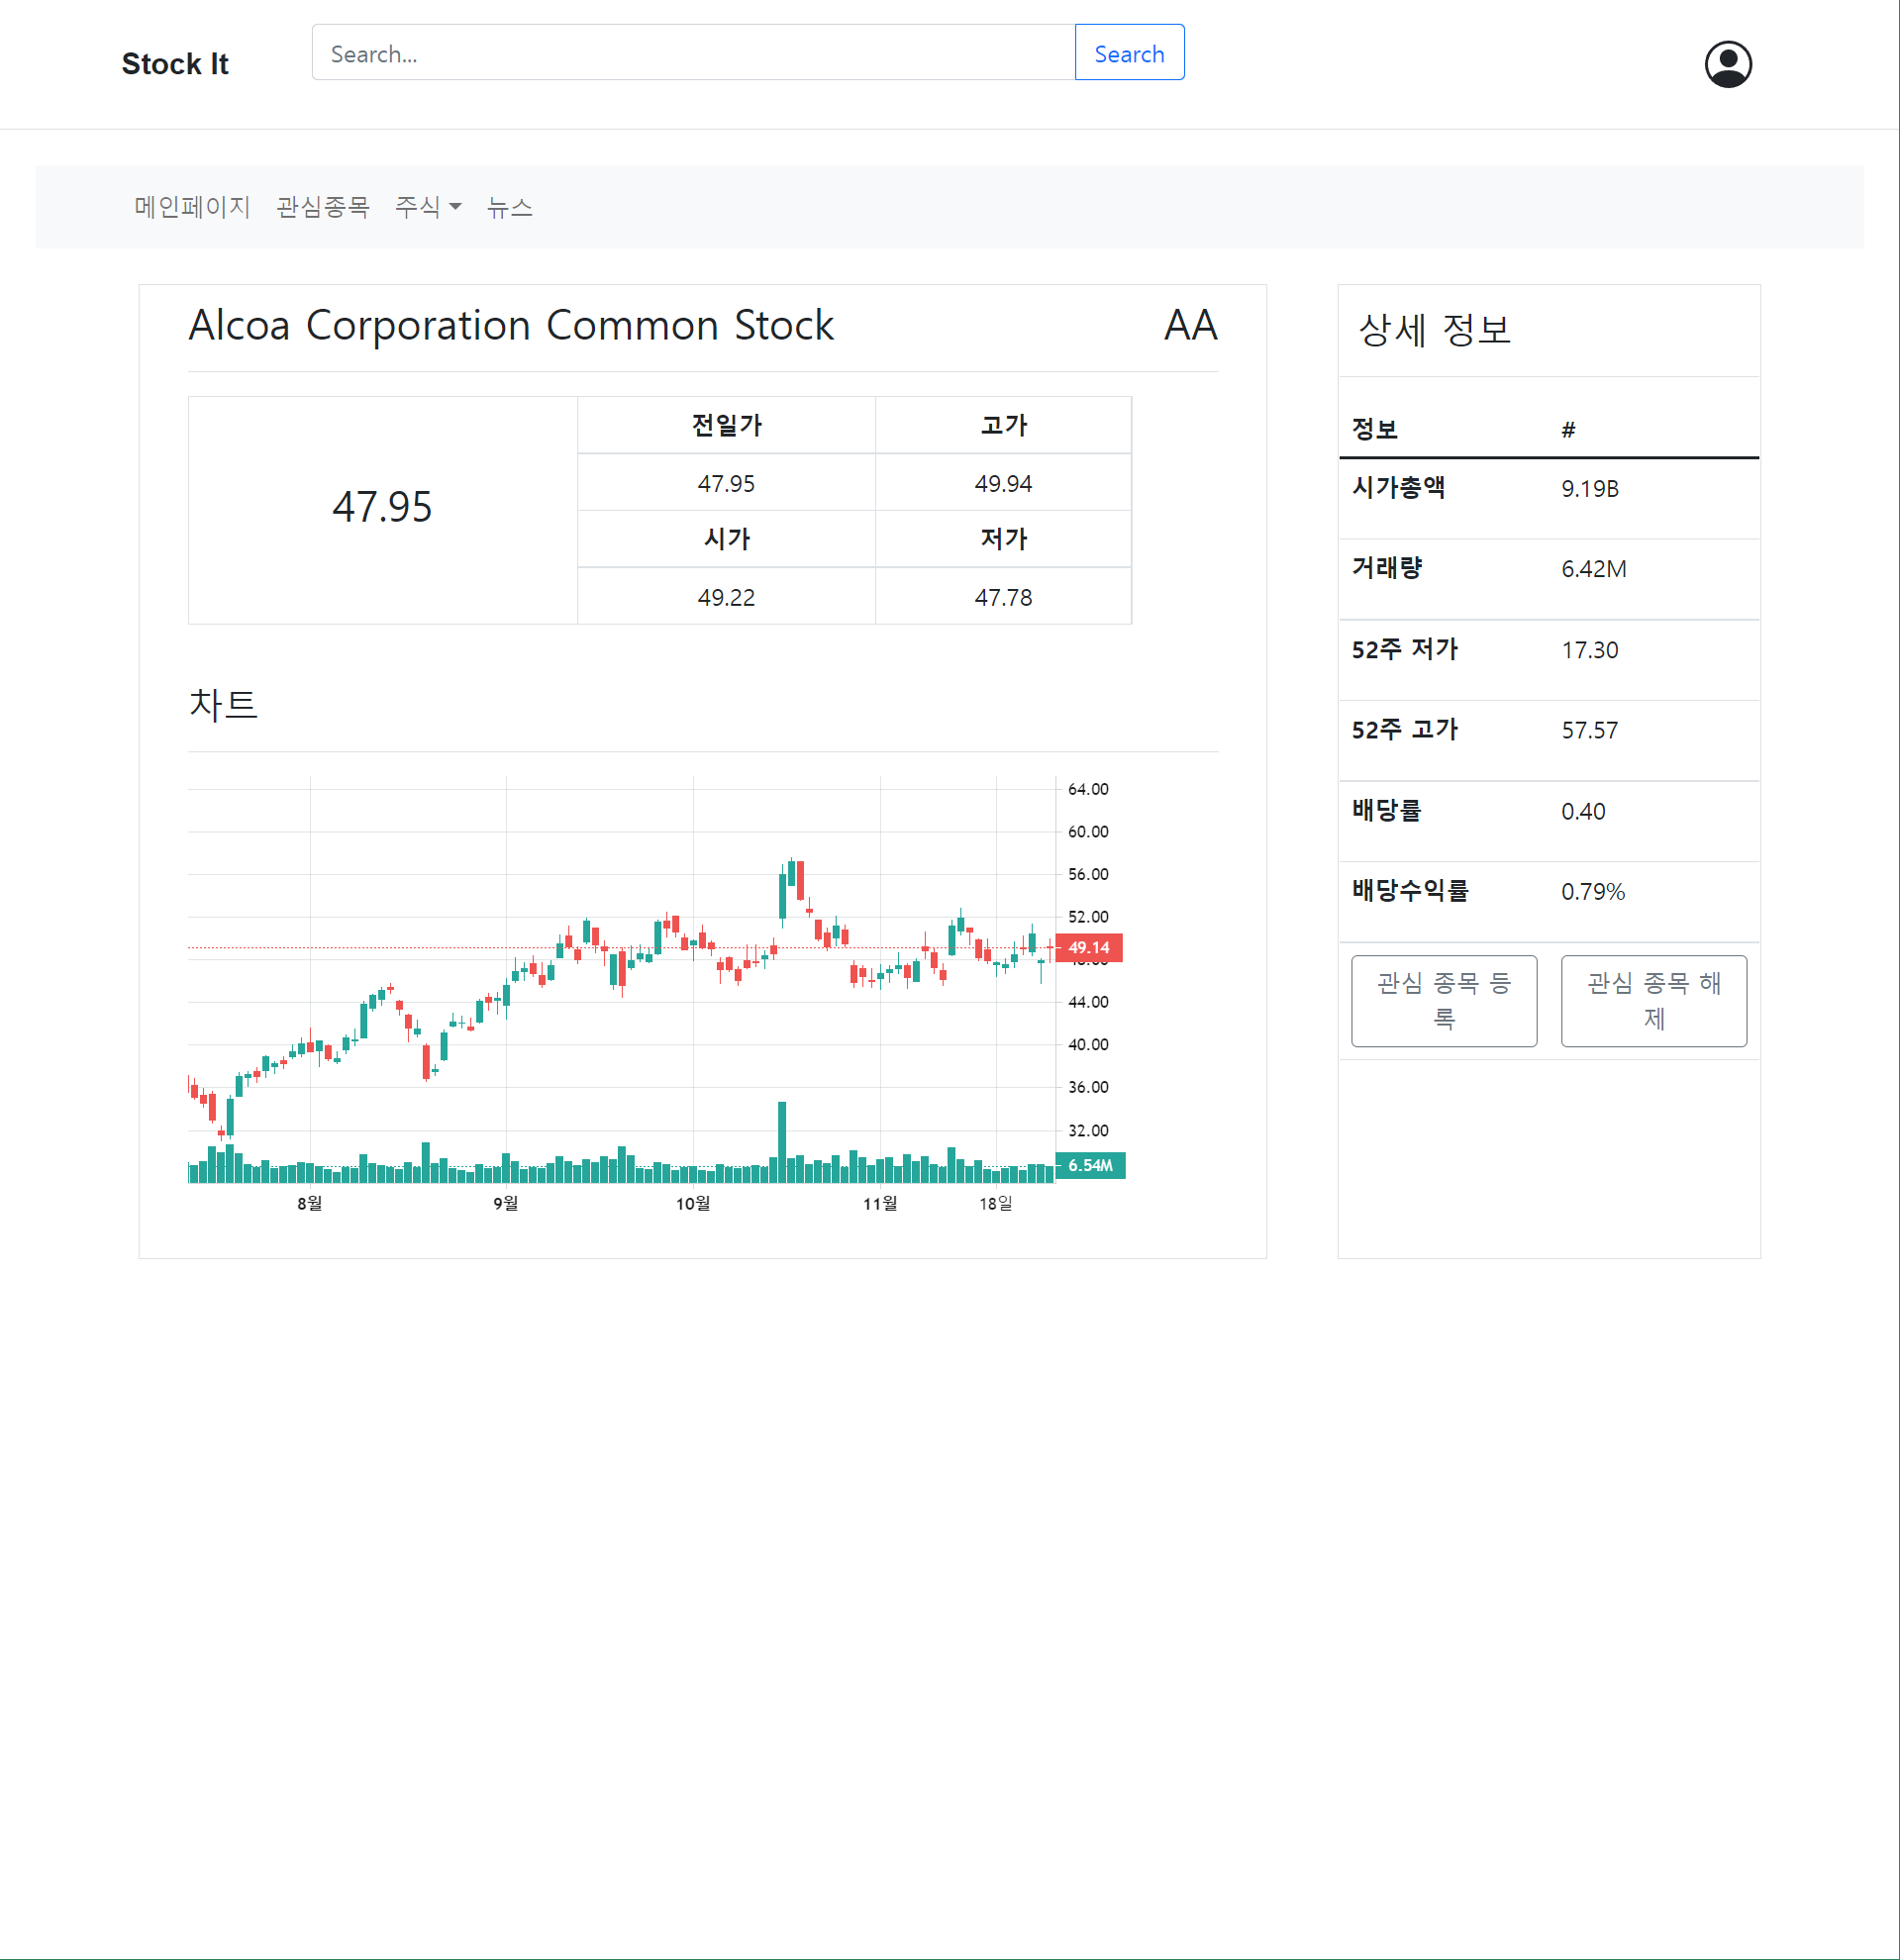 Stock It
Search...
Search
메인페이지 관심종목 주식 뉴스
Alcoa Corporation Common Stock AA
47.95
전일가 고가
47.95 49.94
시가 저가
49.22 47.78
차트
64.00
60.00
56.00
52.00
49.14
44.00
40.00
36.00
32.00
6.54M
8월 9월 10월 11월 18일
상세 정보
정보 #
시가총액 9.19B
거래량 6.42M
52주 저가 17.30
52주 고가 57.57
배당률 0.40
배당수익률 0.79%
관심 종목 등
록
관심 종목 해
제